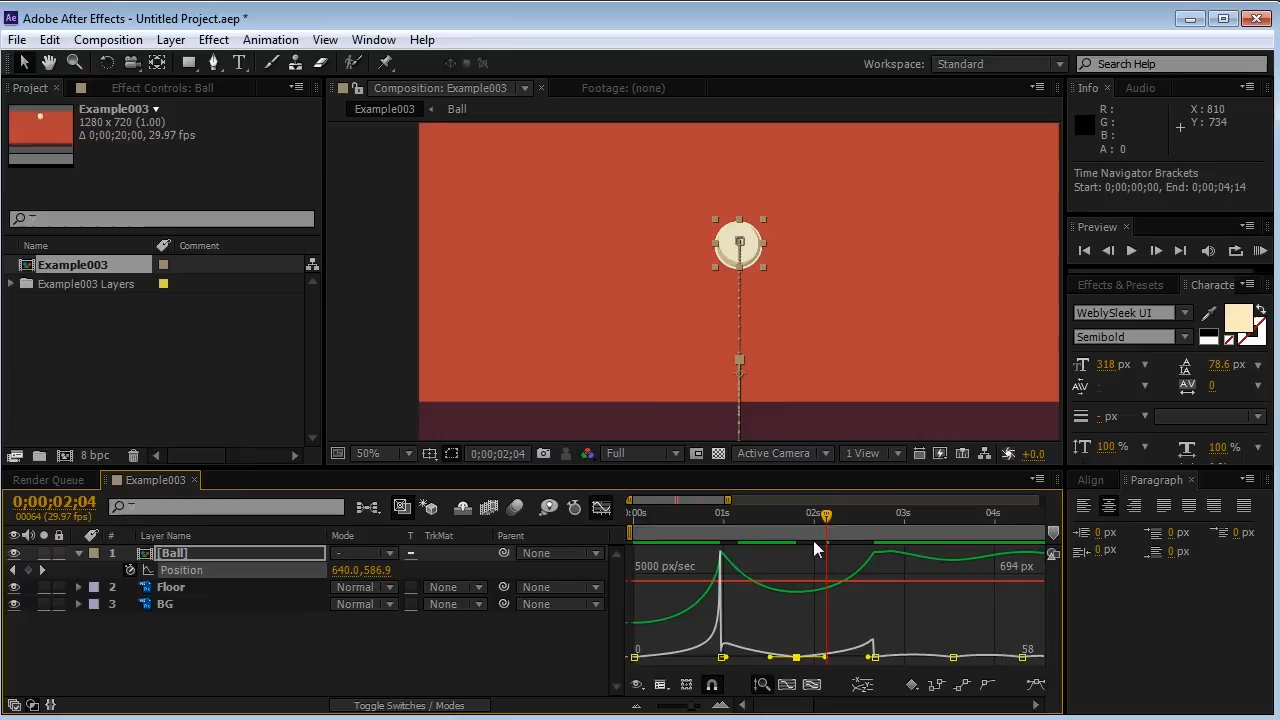 Adobe After Effects - Untitled Project.aep *
File Edit Composition Layer Effect Animation View Window Help
Workspace: Standard Search Help
Project × Effect Controls: Ball Composition: Example003 × Footage: (none) Info × Audio
Example003 Ball
Example003
1280 x 720 (1.00)
Δ 0;00;20;00, 29.97 fps
R :
G :
B :
A : 0
X : 810
Y : 734
Time Navigator Brackets
Start: 0;00;00;00, End: 0;00;04;14
Preview ×
Name Comment
Example003
Example003 Layers
Effects & Presets Characte
WeblySleek UI
Semibold
318 px 78.6 px
- 0
- px
100 % 100 %
8 bpc 50% 0;00;02;04 Full Active Camera 1 View +0.0
Render Queue Example003 × Align Paragraph ×
0;00;02;04
00064 (29.97 fps)
:00s 01s 02s 03s 04s
0 px 0 px 0 px
0 px 0 px
# Layer Name Mode T TrkMat Parent
1 [Ball] - None
Position 640.0,586.9
2 Floor Normal None None
3 BG Normal None None
5000 px/sec 694 px
0 58
Toggle Switches / Modes